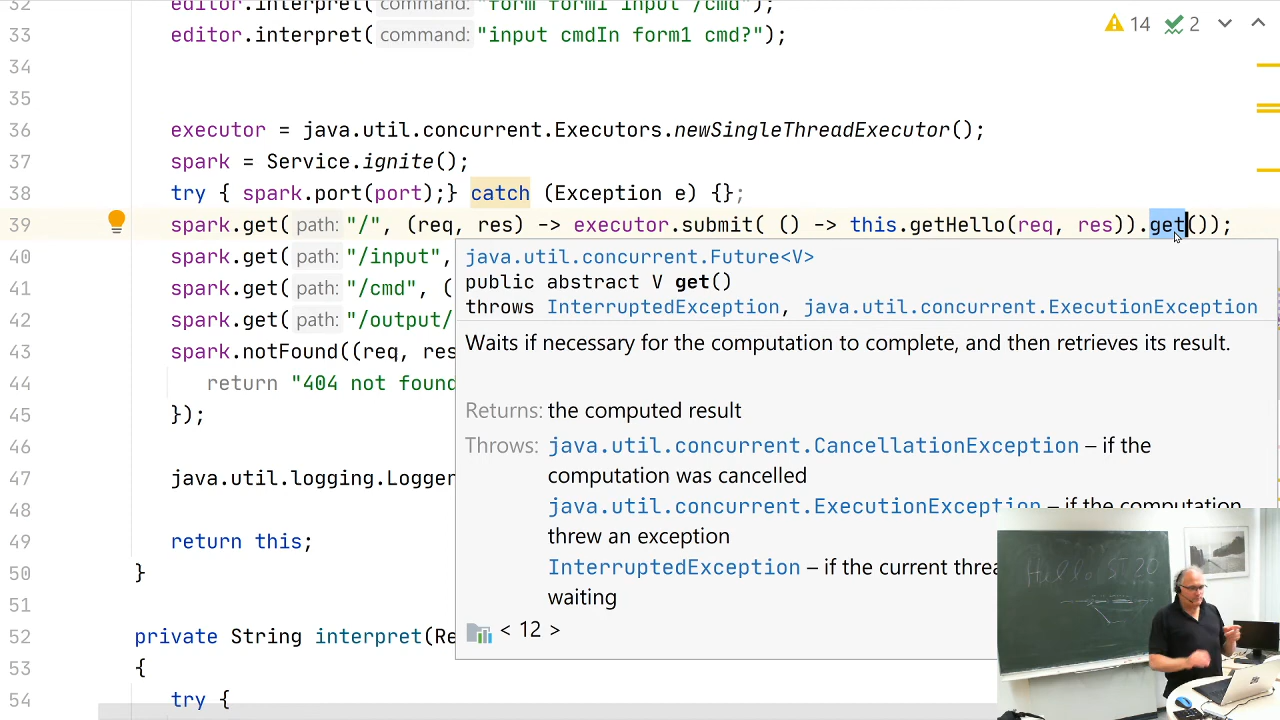 32 editor.interpret( command: "form form1 input /cmd");
33 editor.interpret( command: "input cmdIn form1 cmd?");
14 2
34
35
36 executor = java.util.concurrent.Executors.newSingleThreadExecutor();
37 spark = Service.ignite();
38 try { spark.port(port);} catch (Exception e) {};
39 spark.get( path: "/", (req, res) -> executor.submit( () -> this.getHello(req, res)).get());
40 spark.get( path: "/input",
41 spark.get( path: "/cmd", (
42 spark.get( path: "/output/
43 spark.notFound((req, res
44 return "404 not found
45 });
46
47 java.util.logging.Logger
48
49 return this;
50 }
51
52 private String interpret(Re
53 {
54 try {
java.util.concurrent.Future<V>
public abstract V get()
throws InterruptedException, java.util.concurrent.ExecutionException
Waits if necessary for the computation to complete, and then retrieves its result.
Returns: the computed result
Throws: java.util.concurrent.CancellationException – if the
computation was cancelled
java.util.concurrent.ExecutionException – if the computation
threw an exception
InterruptedException – if the current threa
waiting
< 12 >
Hello